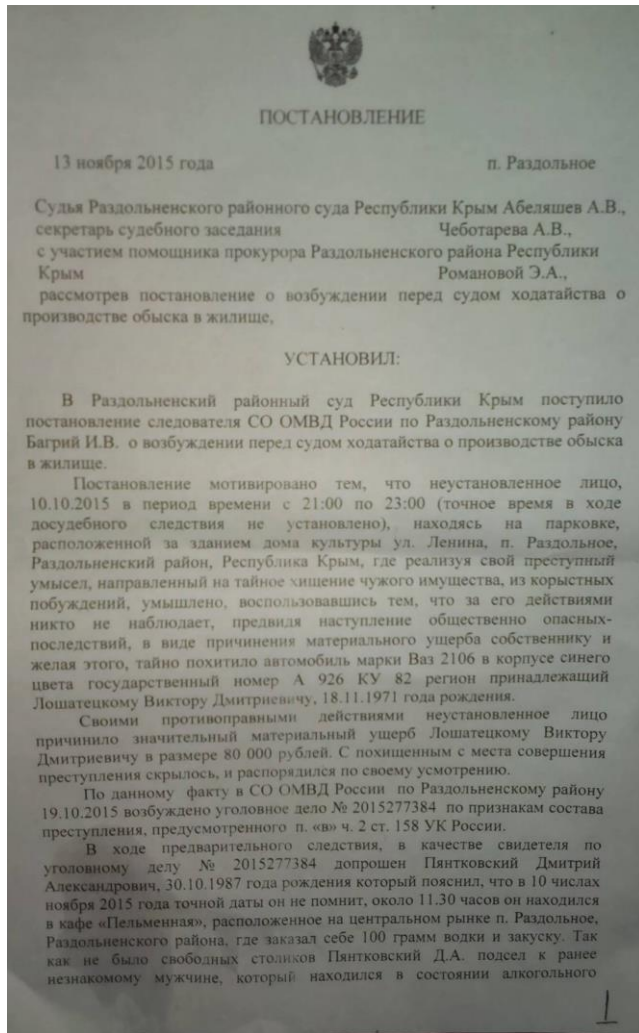 ПОСТАНОВЛЕНИЕ
13 ноября 2015 года п. Раздольное
Судья Раздольненского районного суда Республики Крым Абеляшев А.В.,
секретарь судебного заседания Чеботарева А.В.,
с участием помощника прокурора Раздольненского района Республики
Крым Романовой Э.А.,
рассмотрев постановление о возбуждении перед судом ходатайства о
производстве обыска в жилище,
УСТАНОВИЛ:
В Раздольненский районный суд Республики Крым поступило
постановление следователя СО ОМВД России по Раздольненскому району
Багрий И.В. о возбуждении перед судом ходатайства о производстве обыска
в жилище.
Постановление мотивировано тем, что неустановленное лицо,
10.10.2015 в период времени с 21:00 по 23:00 (точное время в ходе
досудебного следствия не установлено), находясь на парковке,
расположенной за зданием дома культуры ул. Ленина, п. Раздольное,
Раздольненский район, Республика Крым, где реализуя свой преступный
умысел, направленный на тайное хищение чужого имущества, из корыстных
побуждений, умышлено, воспользовавшись тем, что за его действиями
никто не наблюдает, предвидя наступление общественно опасных-
последствий, в виде причинения материального ущерба собственнику и
желая этого, тайно похитило автомобиль марки Ваз 2106 в корпусе синего
цвета государственный номер А 926 КУ 82 регион принадлежащий
Лошатецкому Виктору Дмитриевичу, 18.11.1971 года рождения.
Своими противоправными действиями неустановленное лицо
причинило значительный материальный ущерб Лошатецкому Виктору
Дмитриевичу в размере 80 000 рублей. С похищенным с места совершения
преступления скрылось, и распорядился по своему усмотрению.
По данному факту в СО ОМВД России по Раздольненскому району
19.10.2015 возбуждено уголовное дело № 2015277384 по признакам состава
преступления, предусмотренного п. «в» ч. 2 ст. 158 УК России.
В ходе предварительного следствия, в качестве свидетеля по
уголовному делу № 2015277384 допрошен Пянтковский Дмитрий
Александрович, 30.10.1987 года рождения который пояснил, что в 10 числах
ноября 2015 года точной даты он не помнит, около 11.30 часов он находился
в кафе «Пельменная», расположенное на центральном рынке п. Раздольное,
Раздольненского района, где заказал себе 100 грамм водки и закуску. Так
как не было свободных столиков Пянтковский Д.А. подсел к ранее
незнакомому мужчине, который находился в состоянии алкогольного
1